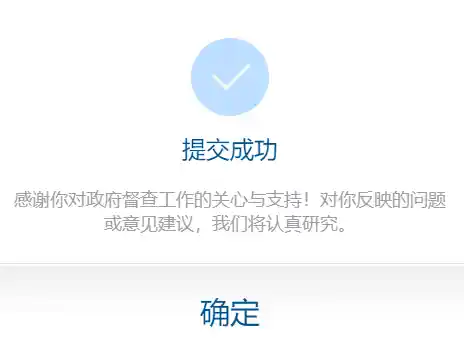 提交成功
感谢你对政府督查工作的关心与支持！对你反映的问题
或意见建议，我们将认真研究。
确定